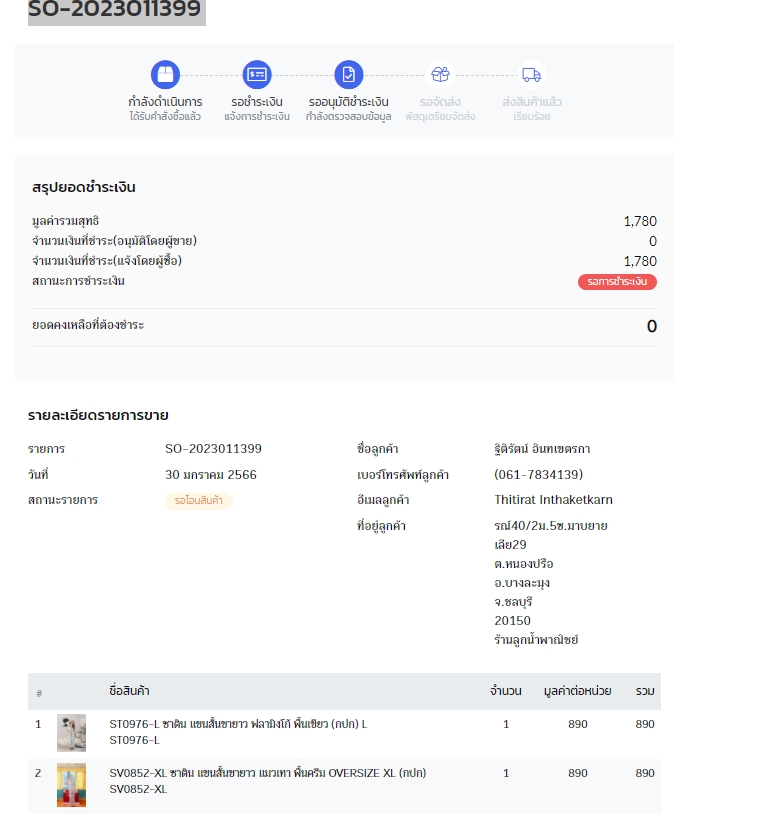 SO-2023011399
กำลังดำเนินการ
ได้รับคำสั่งซื้อแล้ว
รอชำระเงิน
แจ้งการชำระเงิน
รออนุมัติชำระเงิน
กำลังตรวจสอบข้อมูล
รอจัดส่ง
พัสดุเตรียมจัดส่ง
ส่งสินค้าแล้ว
เรียบร้อย
สรุปยอดชำระเงิน
มูลค่ารวมสุทธิ 1,780
จำนวนเงินที่ชำระ(อนุมัติโดยผู้ขาย) 0
จำนวนเงินที่ชำระ(แจ้งโดยผู้ซื้อ) 1,780
สถานะการชำระเงิน รอการชำระเงิน
ยอดคงเหลือที่ต้องชำระ 0
รายละเอียดรายการขาย
รายการ SO-2023011399
วันที่ 30 มกราคม 2566
สถานะรายการ รอโอนสินค้า
ชื่อลูกค้า ฐิติรัตน์ อินทเขตรกา
เบอร์โทรศัพท์ลูกค้า (061-7834139)
อีเมลลูกค้า Thitirat Inthaketkarn
ที่อยู่ลูกค้า รณ์40/2ม.5ซ.มาบยาย
เลีย29
ต.หนองปรือ
อ.บางละมุง
จ.ชลบุรี
20150
ร้านลูกน้ำพาณิชย์
# ชื่อสินค้า จำนวน มูลค่าต่อหน่วย รวม
1 ST0976-L ซาติน แขนสั้นขายาว ฟลามิงโก้ พื้นเขียว (กปก) L 1 890 890
ST0976-L
2 SV0852-XL ซาติน แขนสั้นขายาว แมวเทา พื้นครีม OVERSIZE XL (กปก) 1 890 890
SV0852-XL